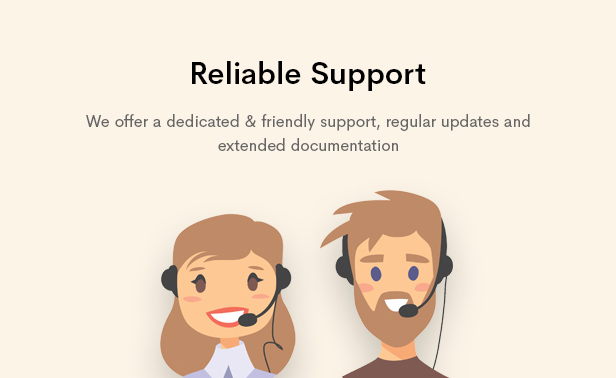 Reliable Support
We offer a dedicated & friendly support, regular updates and
extended documentation